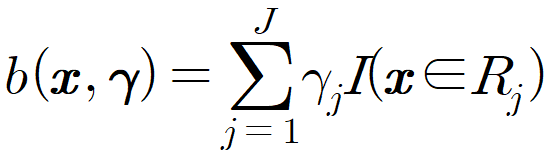 b(𝒙, 𝜸) = ∑_{j=1}^{J} γ_j I(𝒙 ∈ R_j)